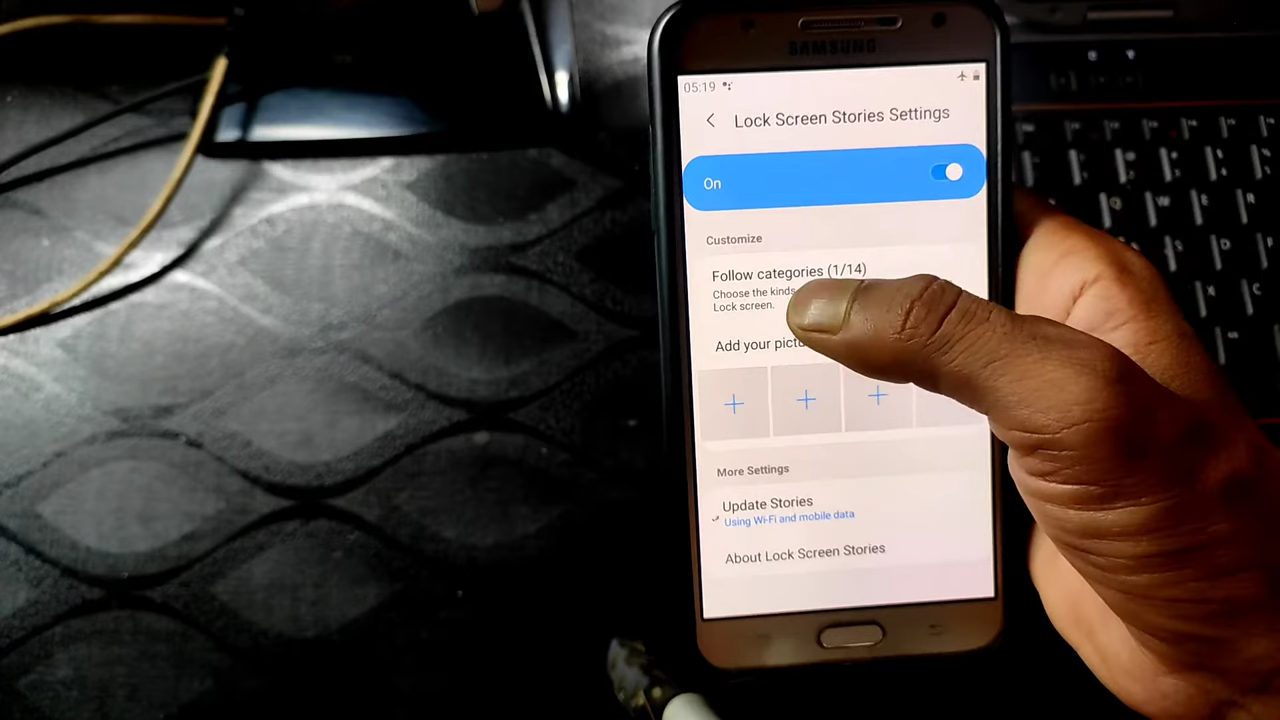 SAMSUNG
05:19
Lock Screen Stories Settings
On
Customize
Follow categories (1/14)
Choose the kinds
Lock screen.
Add your
More Settings
Update Stories
Using Wi-Fi and mobile data
About Lock Screen Stories
Q W E R
S D F
X C